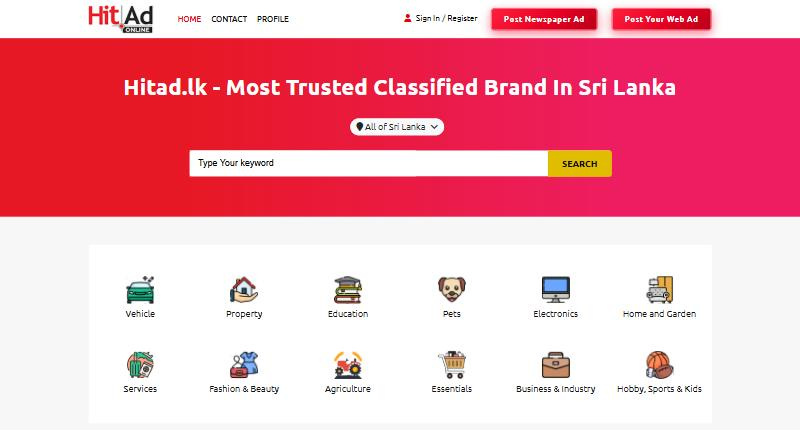 Hit Ad
ONLINE
HOME CONTACT PROFILE
Sign In / Register
Post Newspaper Ad
Post Your Web Ad
Hitad.lk - Most Trusted Classified Brand In Sri Lanka
All of Sri Lanka
Type Your keyword
SEARCH
Vehicle
Property
Education
Pets
Electronics
Home and Garden
Services
Fashion & Beauty
Agriculture
Essentials
Business & Industry
Hobby, Sports & Kids